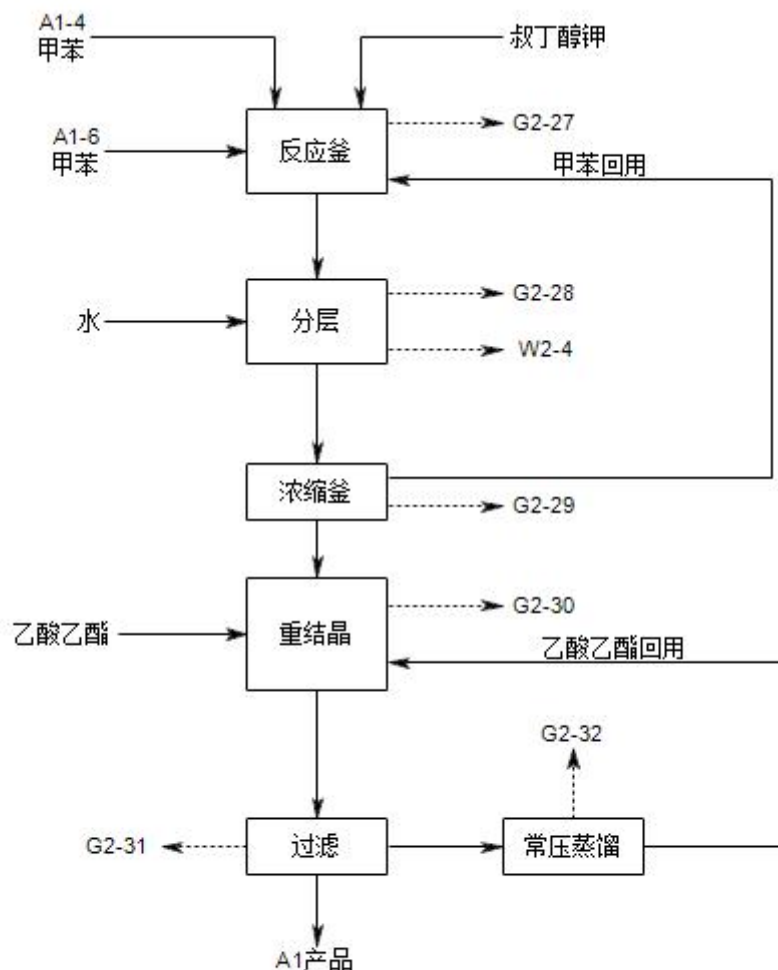 A1-4
甲苯
叔丁醇钾
反应釜
G2-27
A1-6
甲苯
甲苯回用
分层
G2-28
水
W2-4
浓缩釜
G2-29
重结晶
G2-30
乙酸乙酯
乙酸乙酯回用
G2-32
G2-31
过滤
常压蒸馏
A1产品